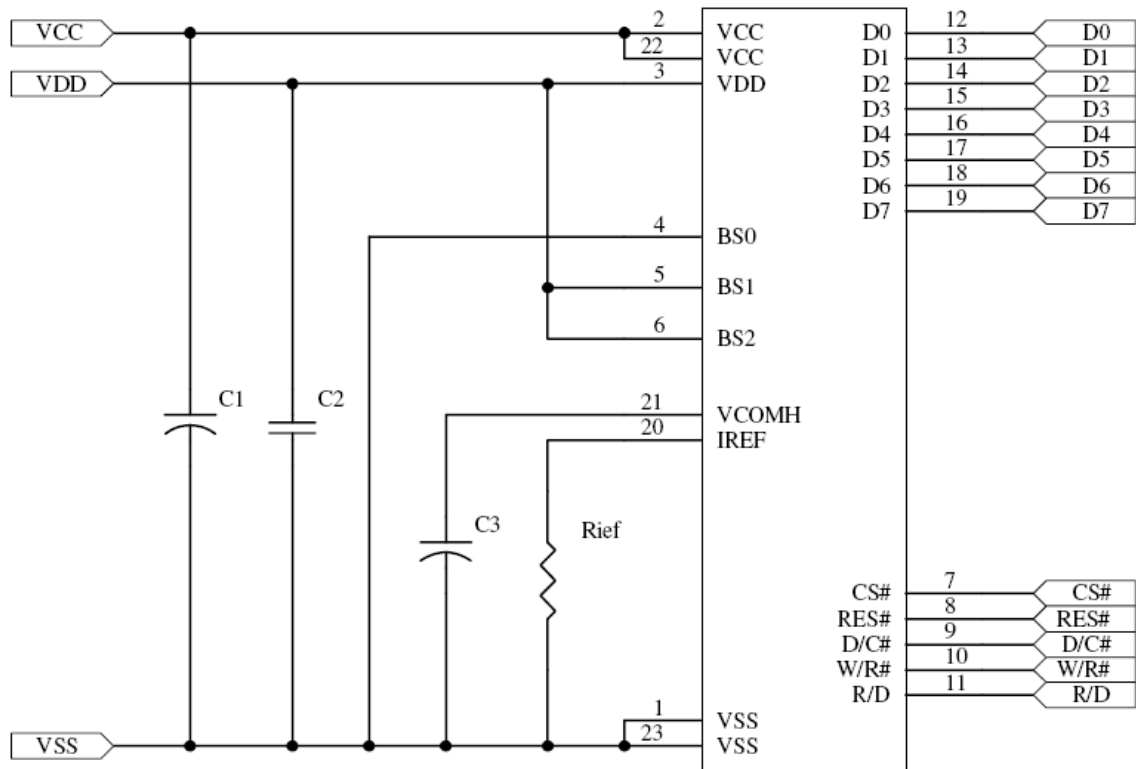 VCC 2 VCC D0 12 D0
22 VCC D1 13 D1
VDD 3 VDD D2 14 D2
D3 15 D3
D4 16 D4
D5 17 D5
D6 18 D6
D7 19 D7
4 BS0
5 BS1
6 BS2
C1 C2 21 VCOMH
20 IREF
C3 Rief
CS# 7 CS#
RES# 8 RES#
D/C# 9 D/C#
W/R# 10 W/R#
R/D 11 R/D
1 VSS
VSS 23 VSS